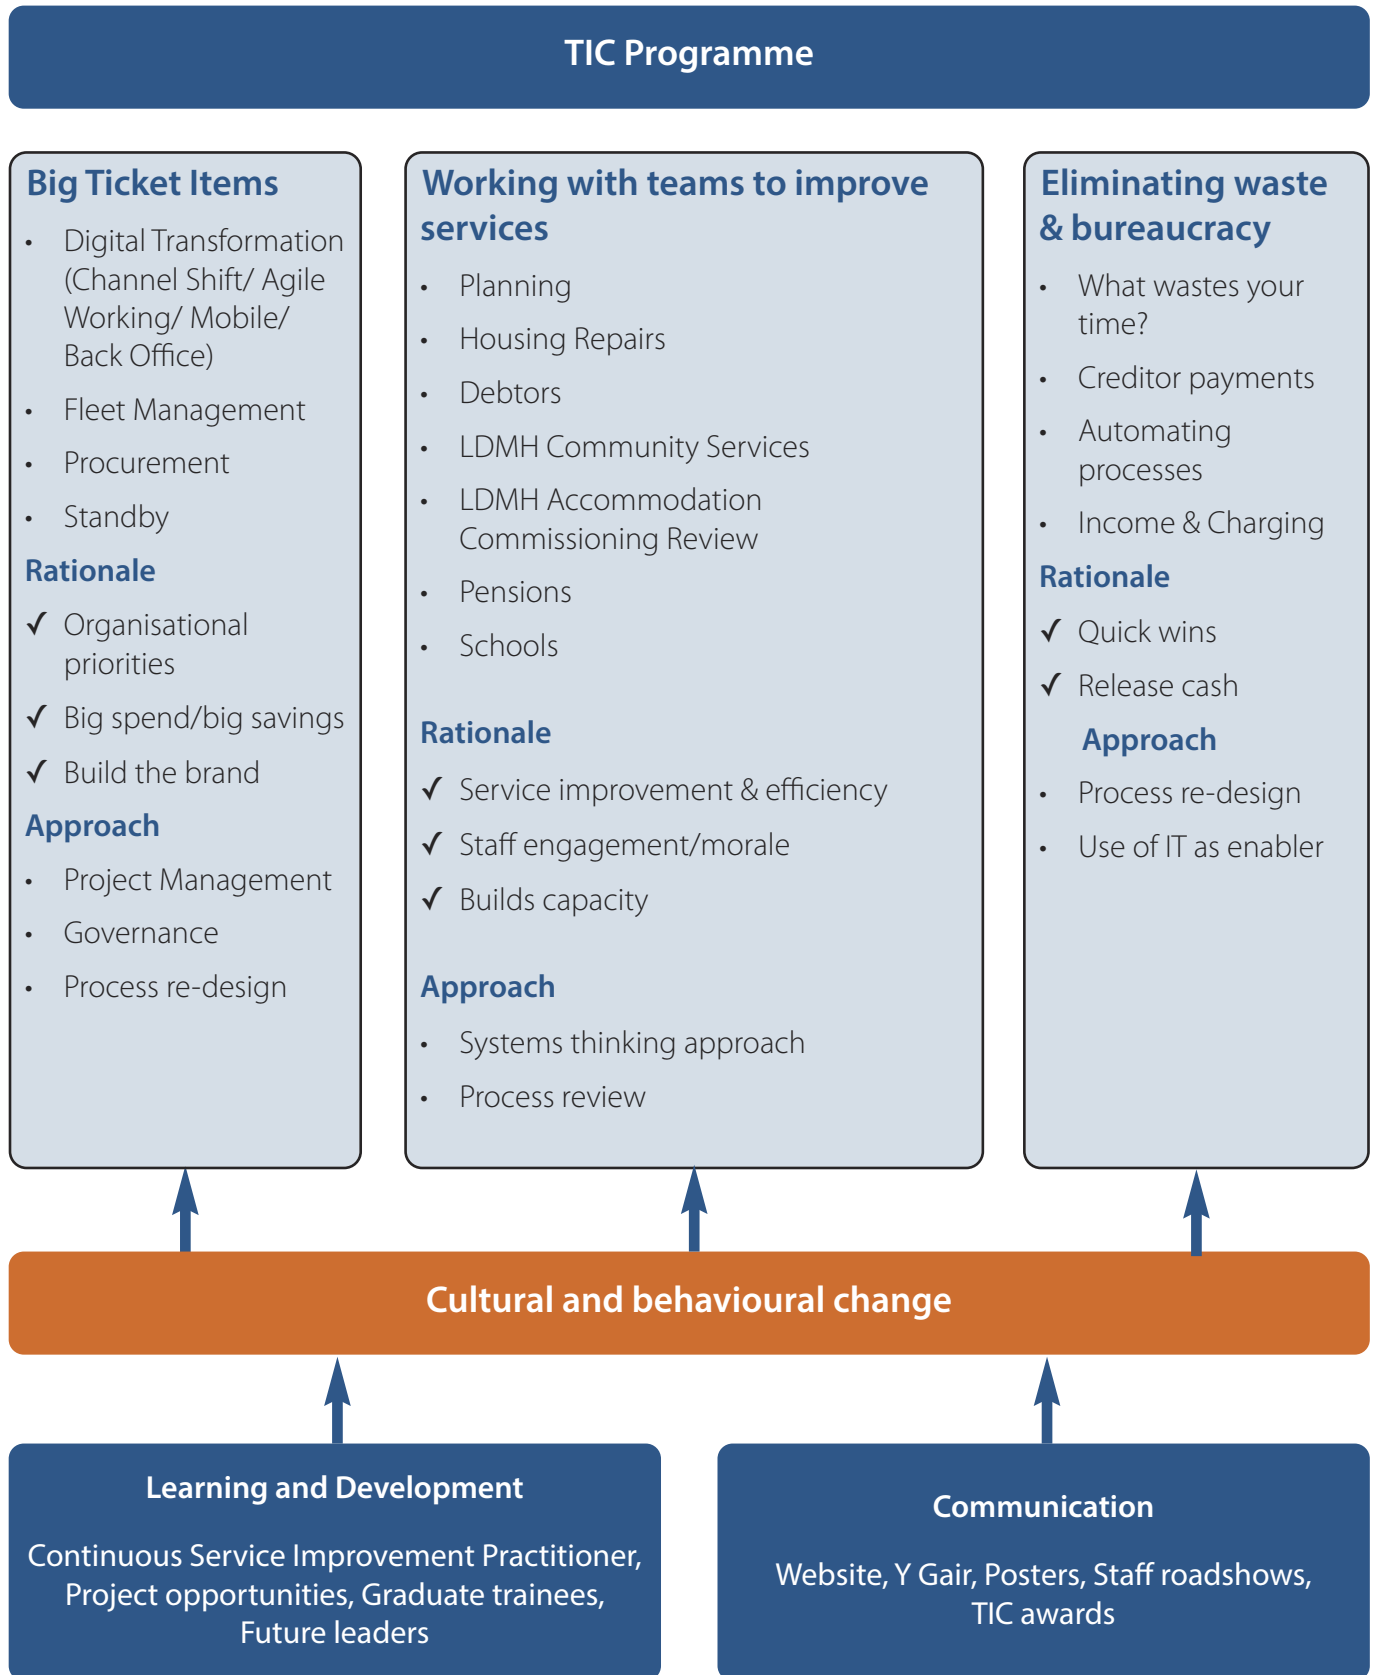 TIC Programme
Big Ticket Items
• Digital Transformation
(Channel Shift/ Agile
Working/ Mobile/
Back Office)
• Fleet Management
• Procurement
• Standby
Rationale
✓ Organisational
priorities
✓ Big spend/big savings
✓ Build the brand
Approach
• Project Management
• Governance
• Process re-design
Working with teams to improve
services
• Planning
• Housing Repairs
• Debtors
• LDMH Community Services
• LDMH Accommodation
Commissioning Review
• Pensions
• Schools
Rationale
✓ Service improvement & efficiency
✓ Staff engagement/morale
✓ Builds capacity
Approach
• Systems thinking approach
• Process review
Eliminating waste
& bureaucracy
• What wastes your
time?
• Creditor payments
• Automating
processes
• Income & Charging
Rationale
✓ Quick wins
✓ Release cash
Approach
• Process re-design
• Use of IT as enabler
Cultural and behavioural change
Learning and Development
Continuous Service Improvement Practitioner,
Project opportunities, Graduate trainees,
Future leaders
Communication
Website, Y Gair, Posters, Staff roadshows,
TIC awards